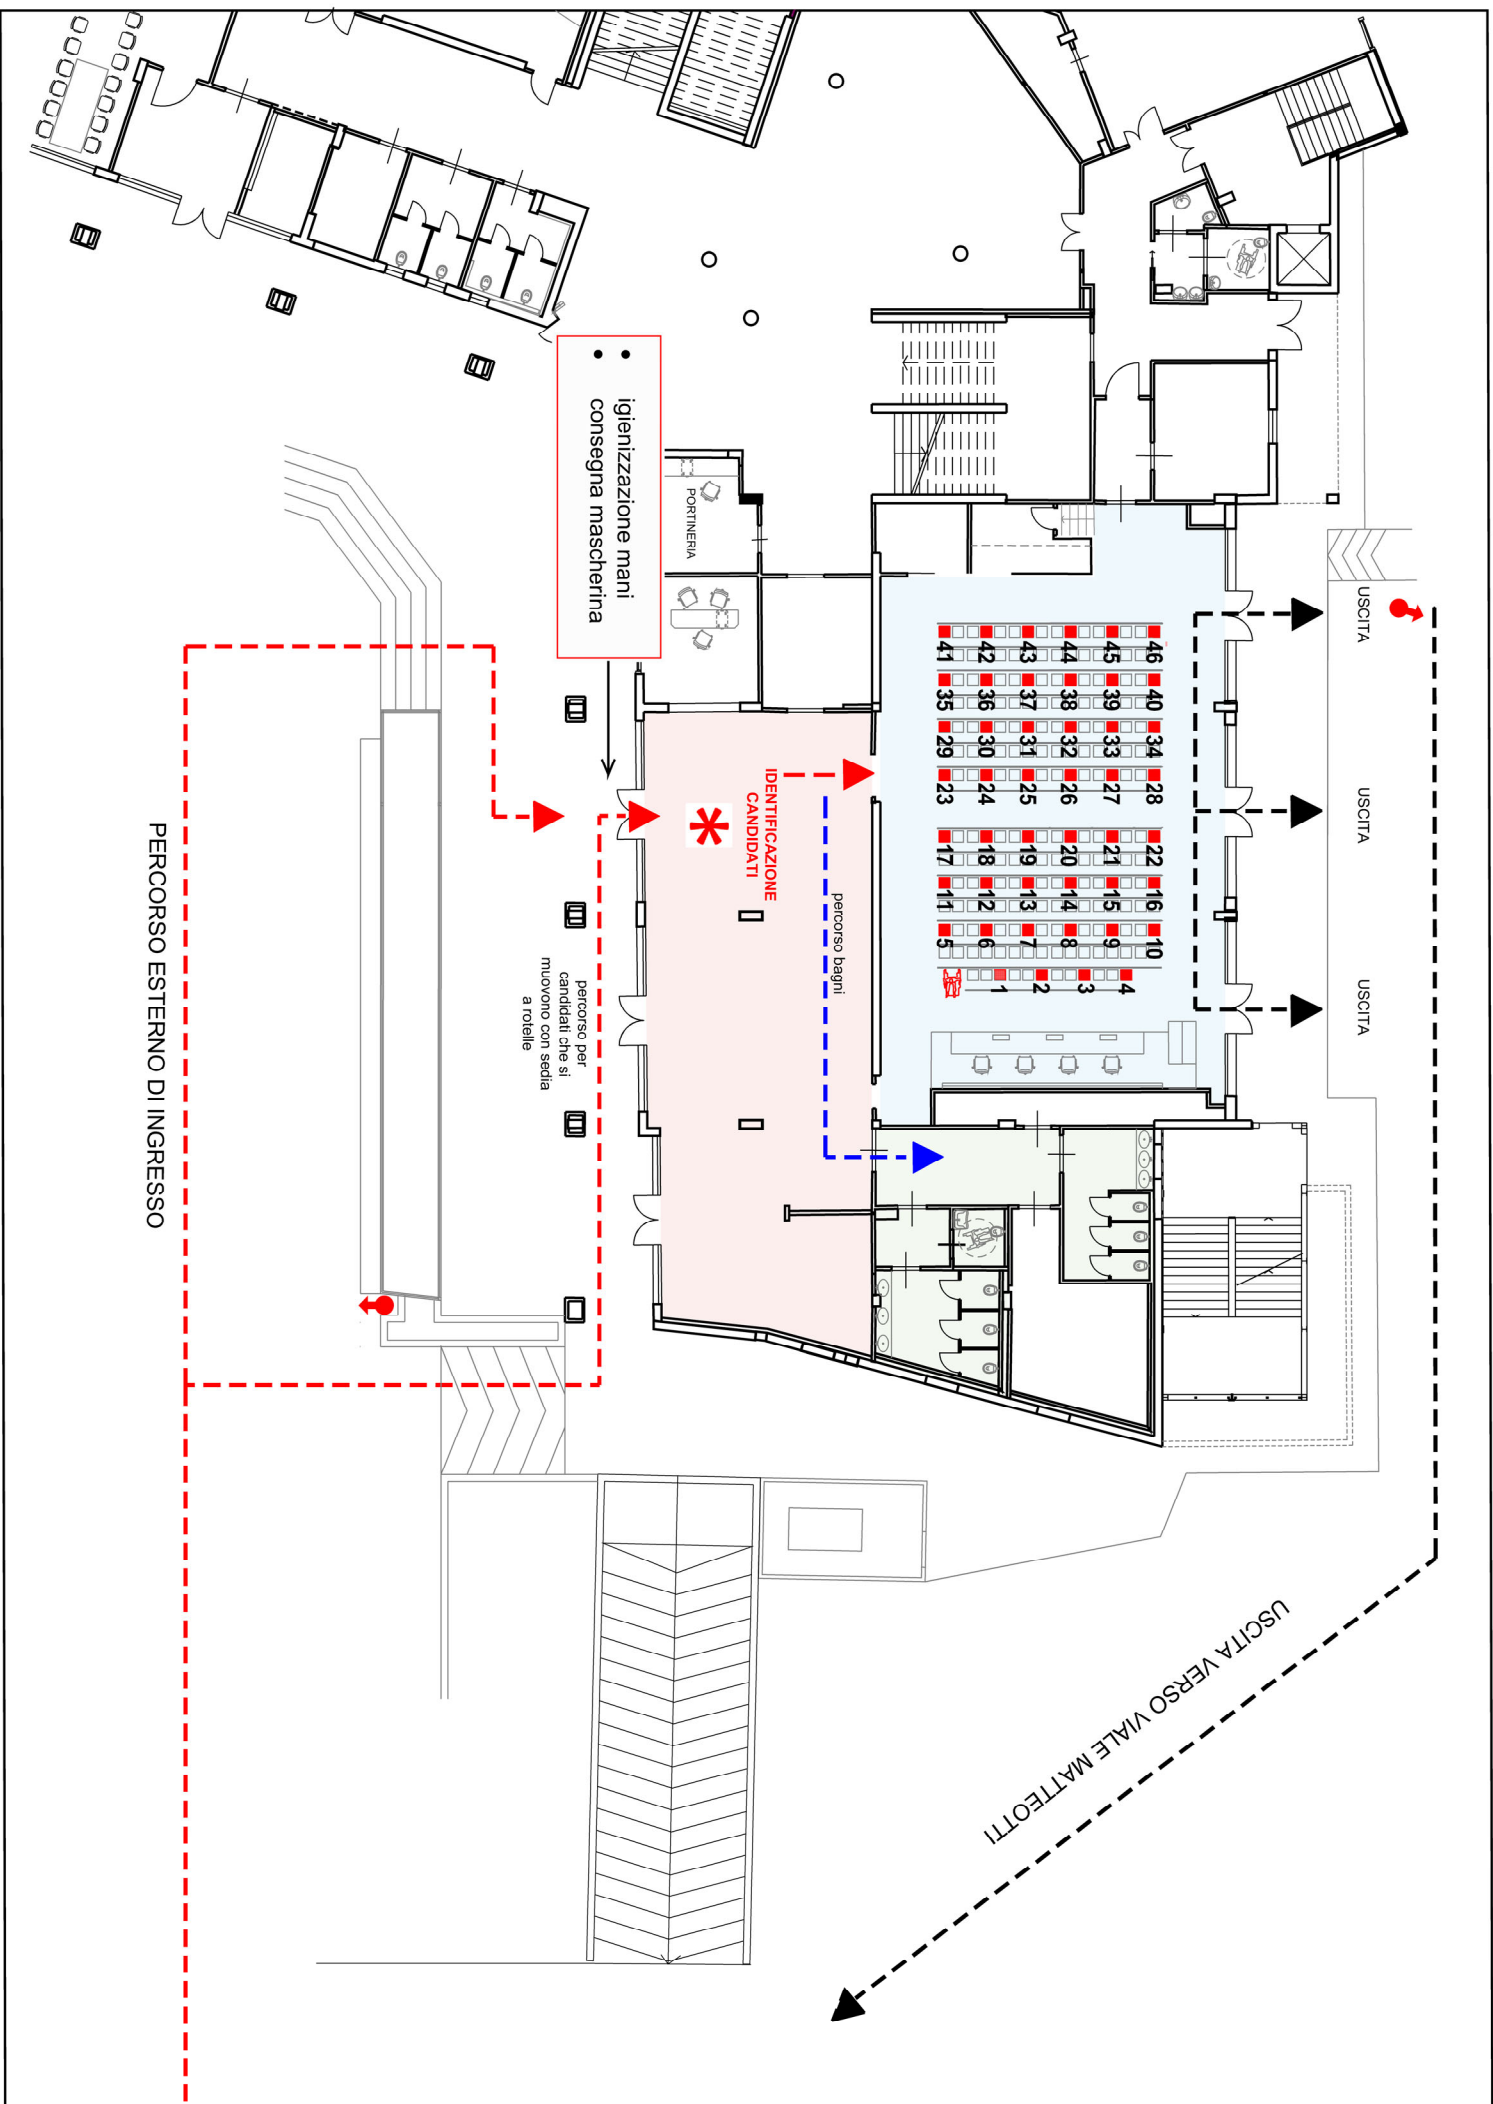 igienizzazione mani
consegna mascherina
PORTINERIA
USCITA
USCITA
USCITA
41 42 43 44 45 46
35 36 37 38 39 40
29 30 31 32 33 34
23 24 25 26 27 28
17 18 19 20 21 22
11 12 13 14 15 16
5 6 7 8 9 10
1 2 3 4
IDENTIFICAZIONE
CANDIDATI
percorso bagni
percorso per
candidati che si
muovono con sedia
a rotelle
PERCORSO ESTERNO DI INGRESSO
USCITA VERSO VIALE MATTEOTTI